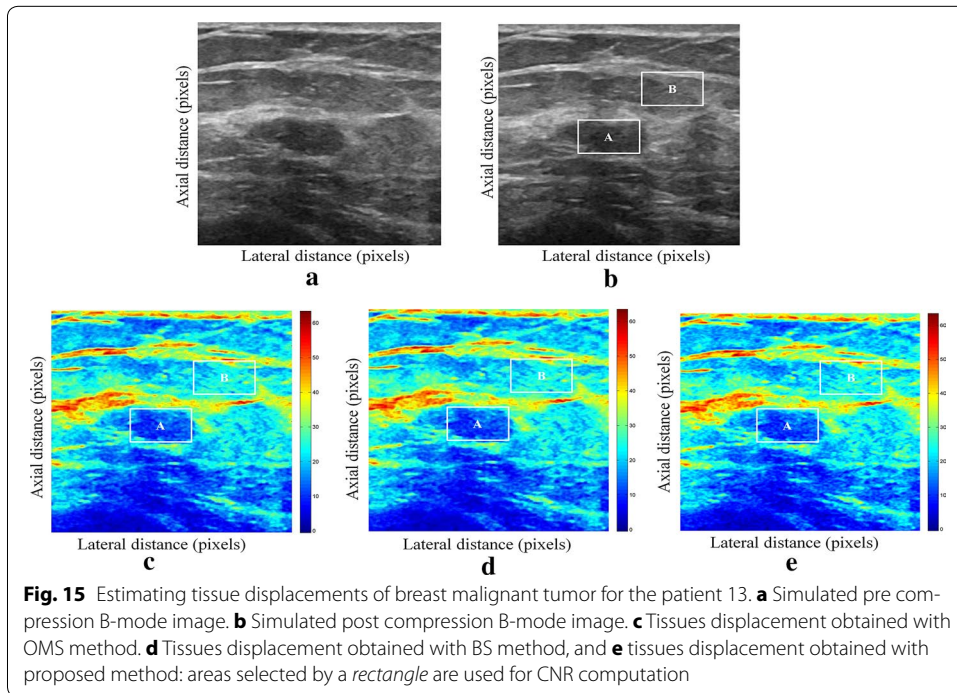 Axial distance (pixels)
Axial distance (pixels)
B
A
Lateral distance (pixels)
Lateral distance (pixels)
a
b
Axial distance (pixels)
B
A
60
50
40
30
20
10
0
Axial distance (pixels)
B
A
60
50
40
30
20
10
0
Axial distance (pixels)
B
A
60
50
40
30
20
10
0
Lateral distance (pixels)
Lateral distance (pixels)
Lateral distance (pixels)
c
d
e
Fig. 15 Estimating tissue displacements of breast malignant tumor for the patient 13. a Simulated pre com-
pression B-mode image. b Simulated post compression B-mode image. c Tissues displacement obtained with
OMS method. d Tissues displacement obtained with BS method, and e tissues displacement obtained with
proposed method: areas selected by a rectangle are used for CNR computation